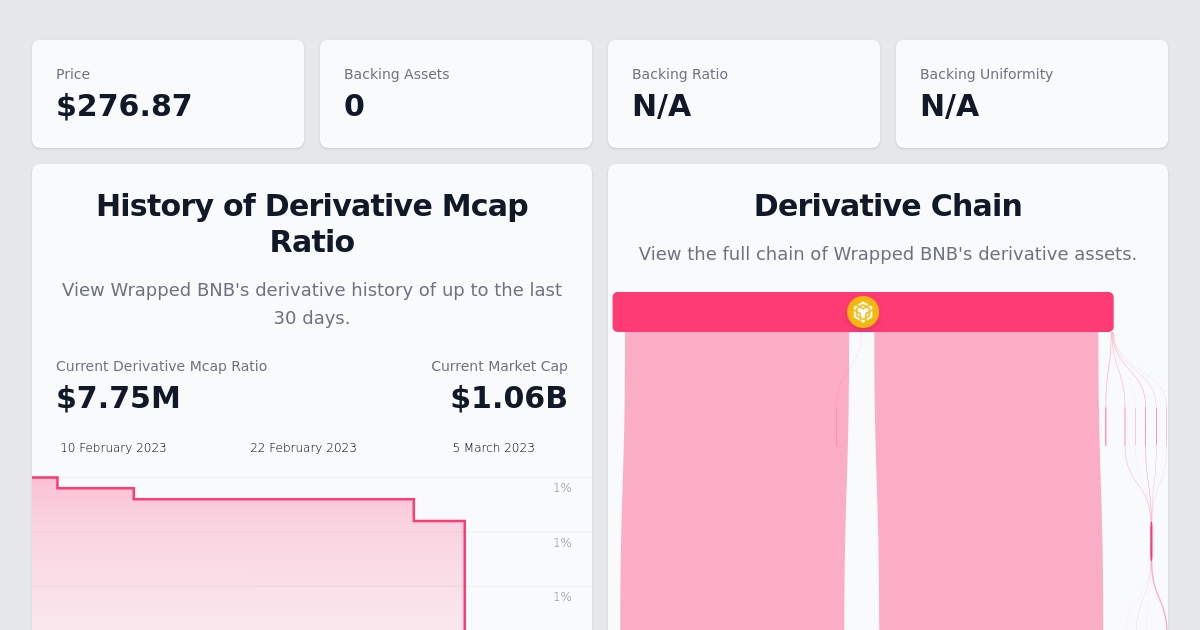 Price
$276.87
Backing Assets
0
Backing Ratio
N/A
Backing Uniformity
N/A
History of Derivative Mcap
Ratio
View Wrapped BNB's derivative history of up to the last
30 days.
Current Derivative Mcap Ratio
$7.75M
Current Market Cap
$1.06B
10 February 2023
22 February 2023
5 March 2023
1%
1%
1%
Derivative Chain
View the full chain of Wrapped BNB's derivative assets.